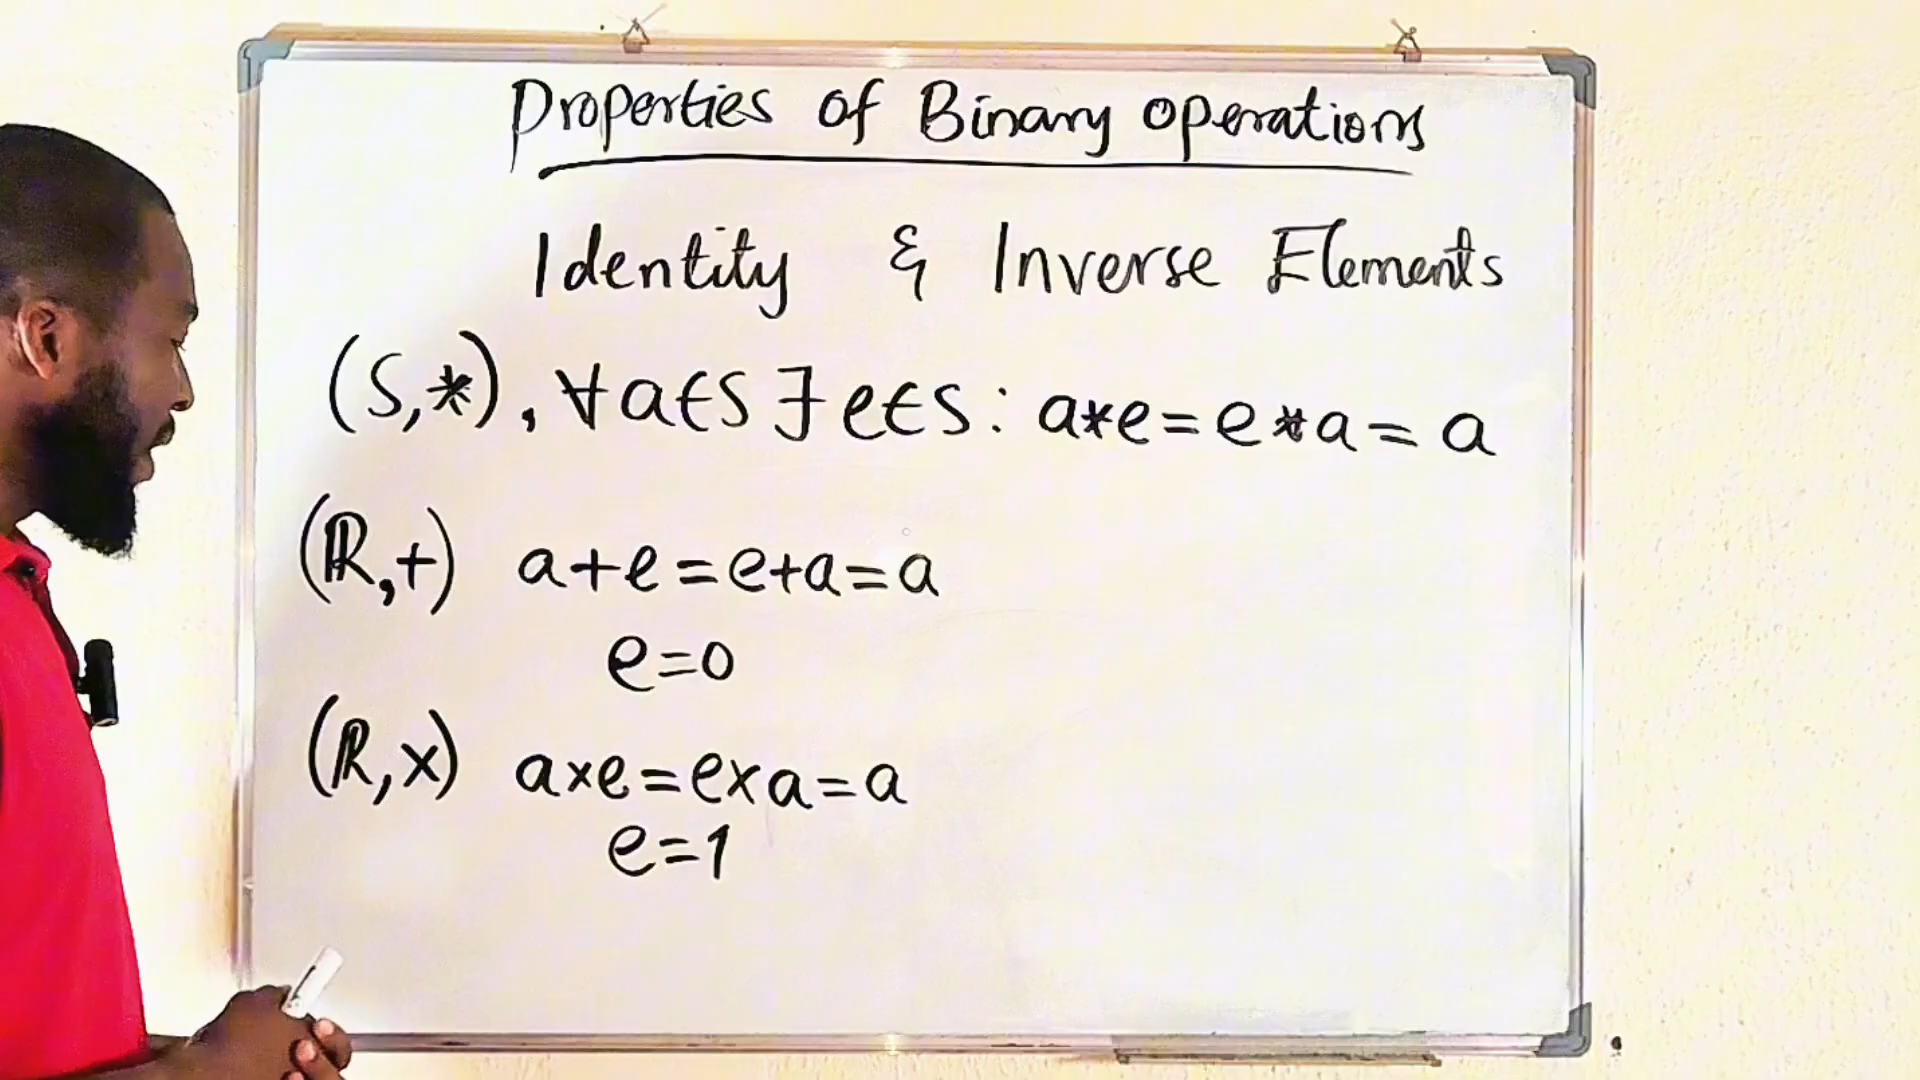 Properties of Binary Operations
Identity & Inverse Elements
(S,*), ∀a∈S ∃e∈S: a*e=e*a=a
(ℝ,+) a+e=e+a=a
e=0
(ℝ,×) a×e=e×a=a
e=1